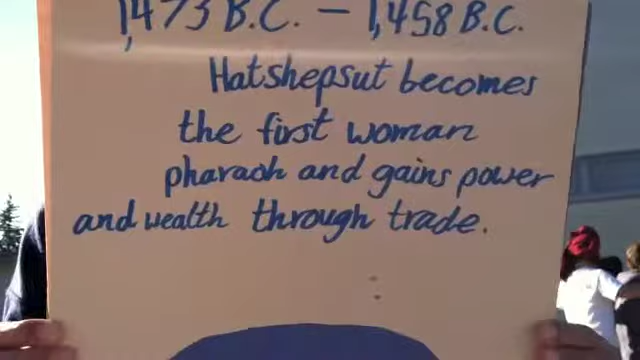 1,473 B.C. – 1,458 B.C.
Hatshepsut becomes
the first woman
pharaoh and gains power
and wealth through trade.